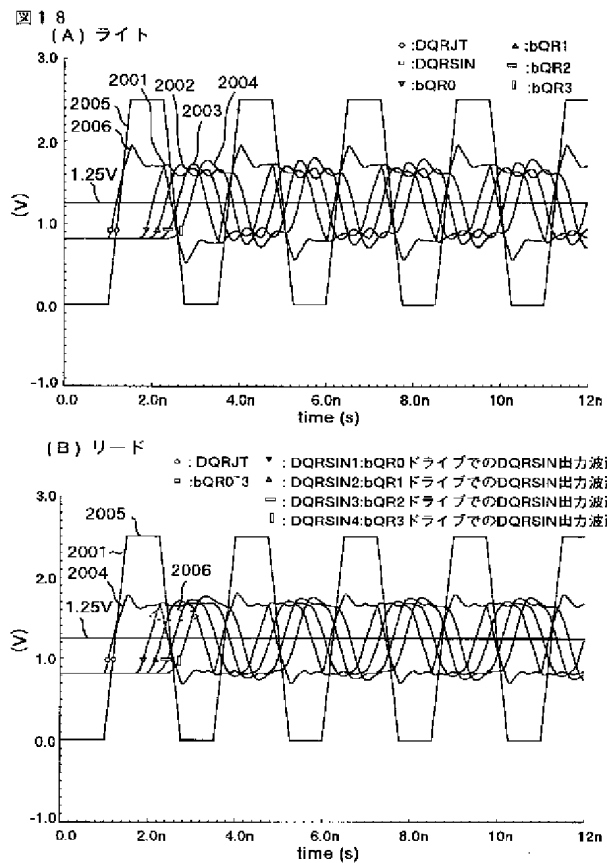 図18
(A) ライト
3.0
:DQRJT
:bQR1
:DQRSIN
:bQR2
:bQR0
:bQR3
2001
2002
2004
2003
2005
2006
2.0
1.25V
(V)
1.0
0.0
-1.0
0.0
2.0n
4.0n
6.0n
8.0n
10.0n
12n
time (s)
(B) リード
:DQRJT
:DQRSIN1:bQR0ドライブでのDQRSIN出力波
:bQR0~3
:DQRSIN2:bQR1ドライブでのDQRSIN出力波
:DQRSIN3:bQR2ドライブでのDQRSIN出力波
:DQRSIN4:bQR3ドライブでのDQRSIN出力波
3.0
2005
2001
2004
2006
2.0
1.25V
(V)
1.0
0.0
-1.0
0.0
2.0n
4.0n
6.0n
8.0n
10.0n
12n
time (s)